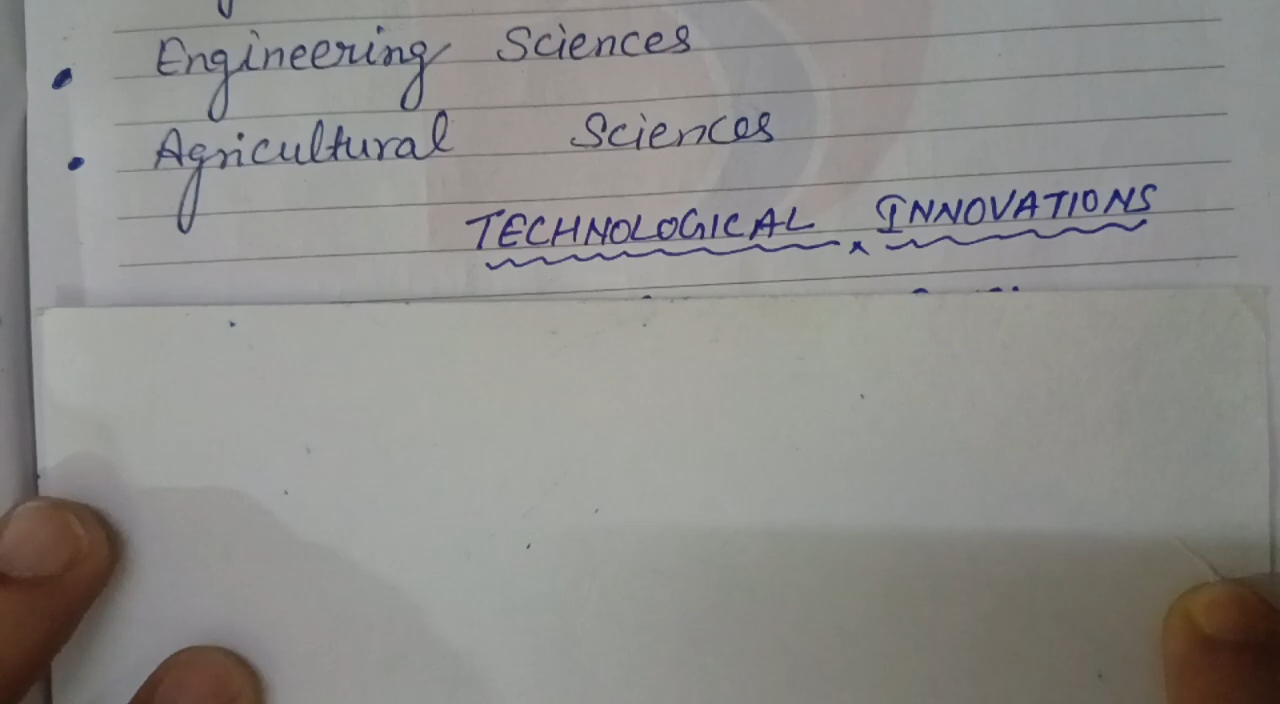 • Engineering Sciences
• Agricultural Sciences
TECHNOLOGICAL INNOVATIONS